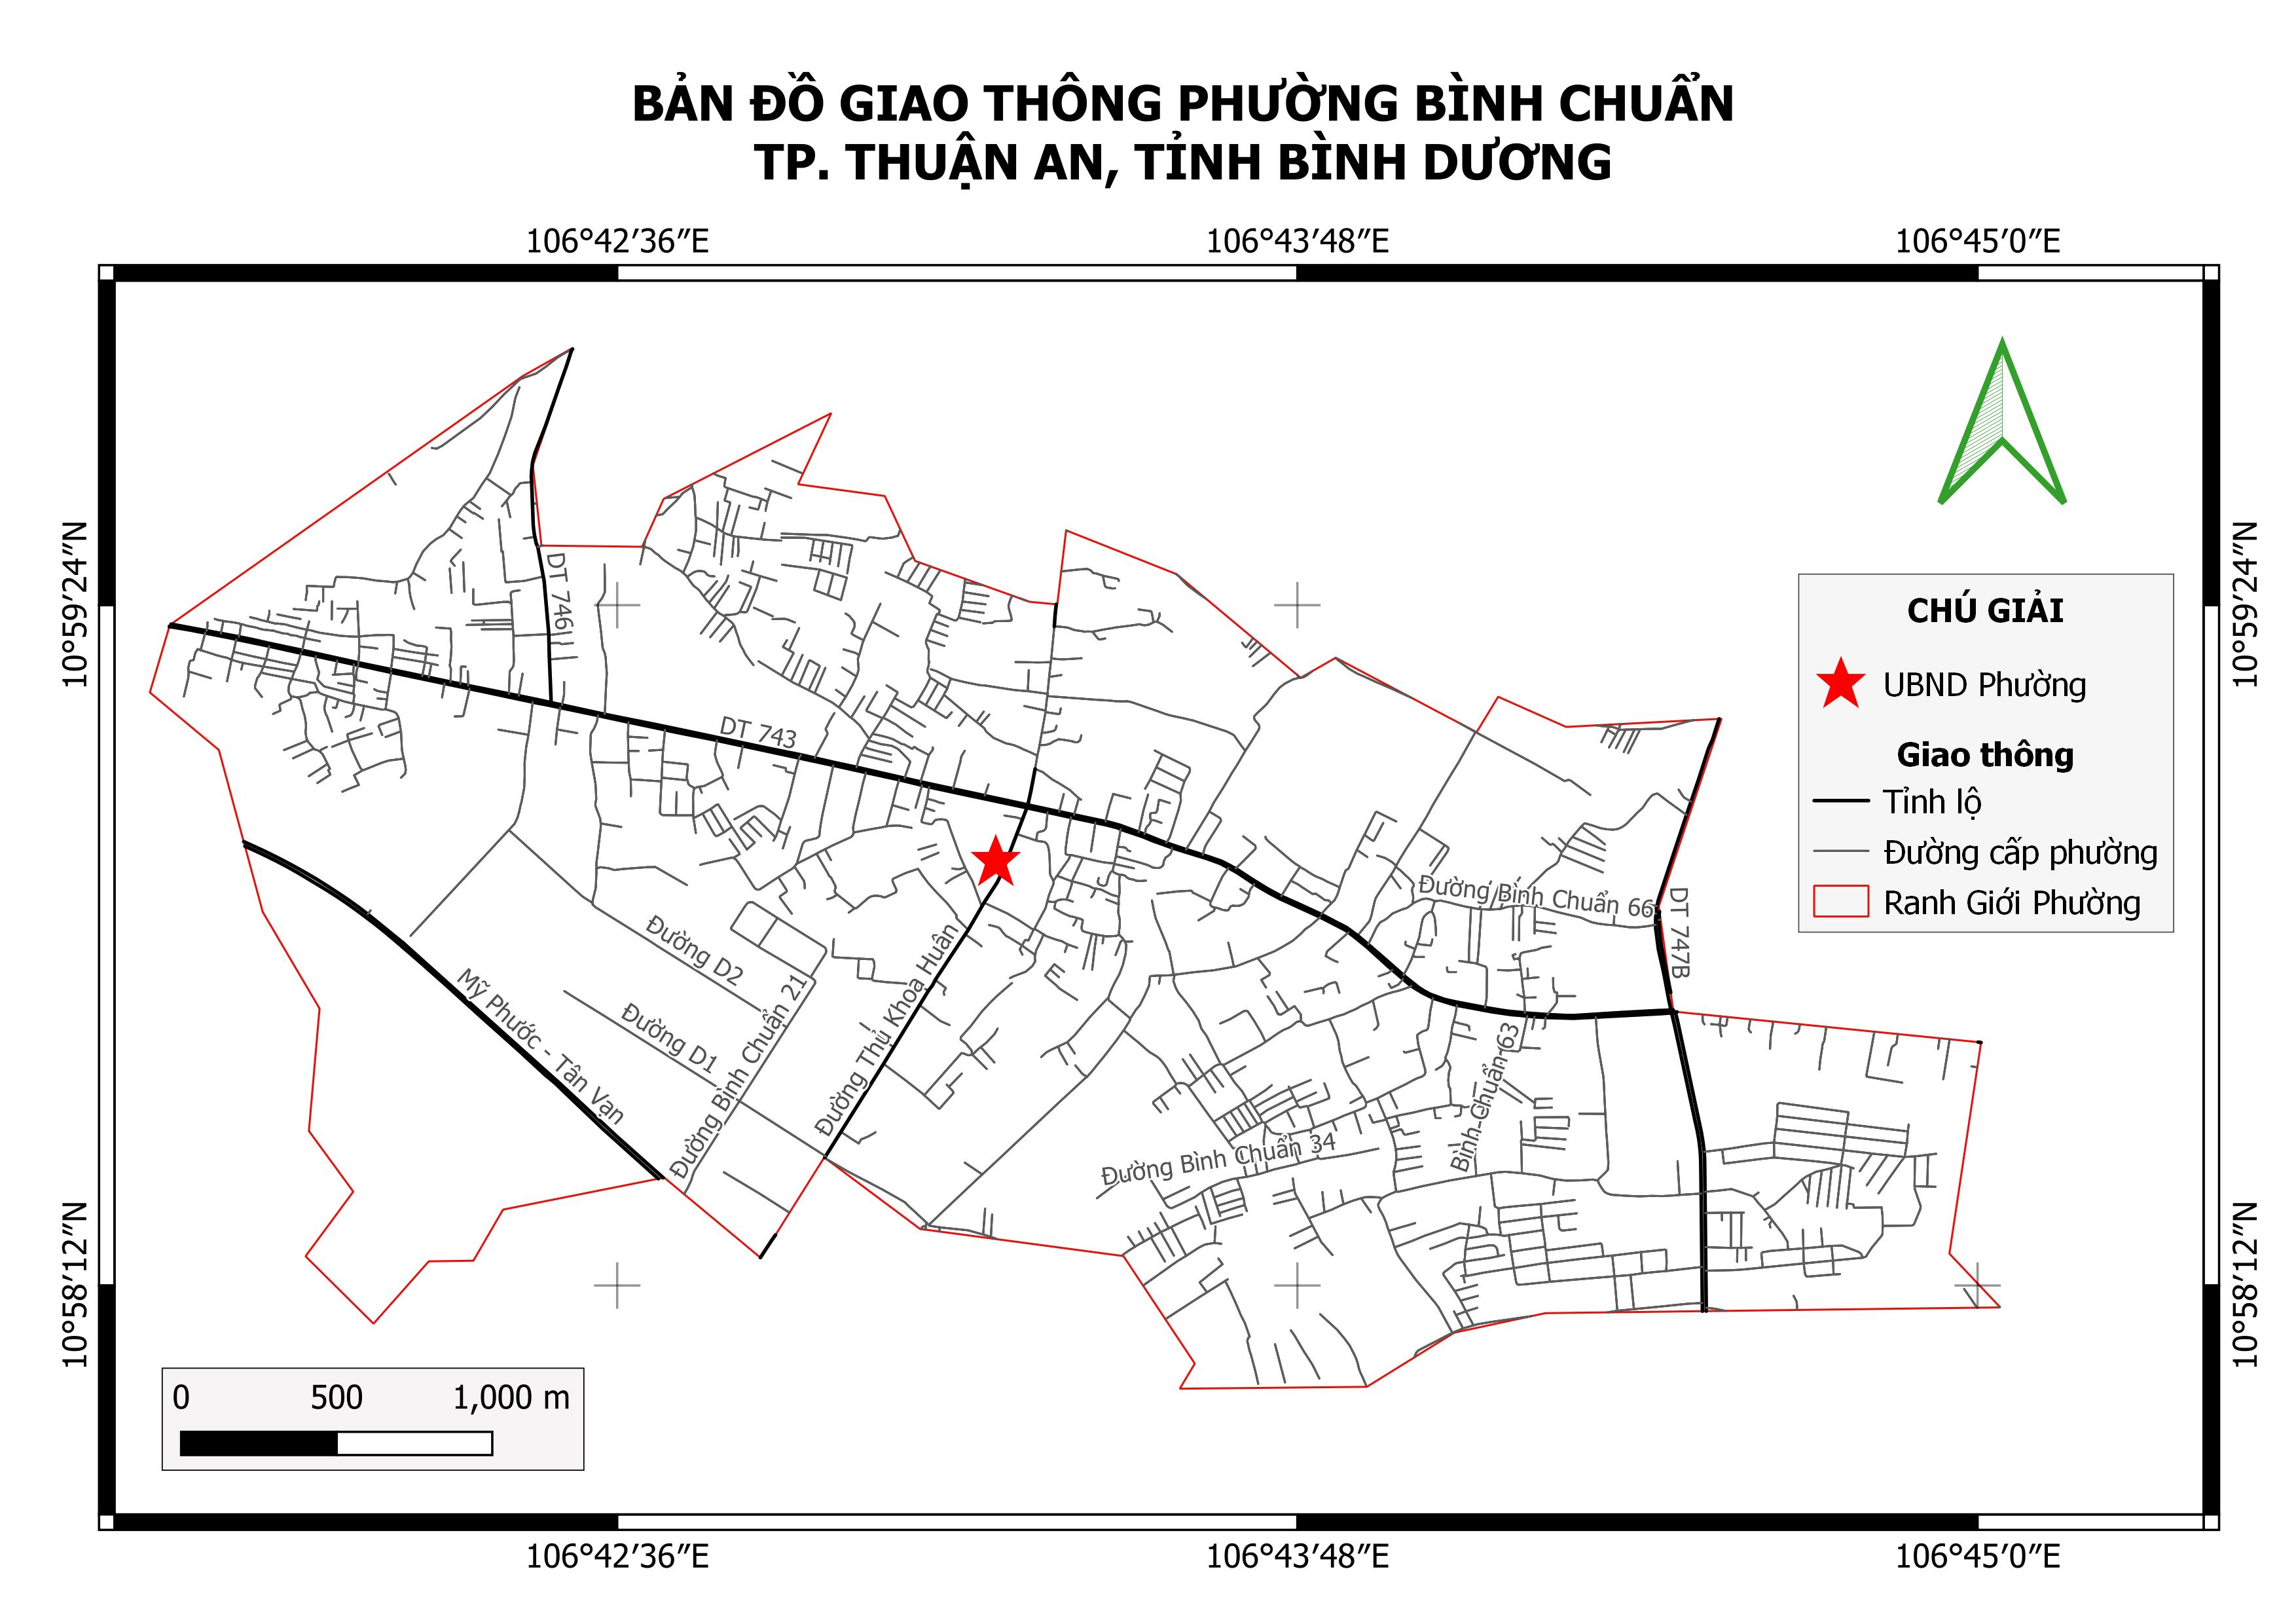 BẢN ĐỒ GIAO THÔNG PHƯỜNG BÌNH CHUẨN
TP. THUẬN AN, TỈNH BÌNH DƯƠNG
106°42′36″E
106°43′48″E
106°45′0″E
10°59′24″N
10°59′24″N
DT 746
DT 743
CHÚ GIẢI
UBND Phường
Giao thông
Tỉnh lộ
Đường cấp phường
Ranh Giới Phường
Đường Bình Chuẩn 66
DT 747B
Đường D2
Đường D1
Mỹ Phước - Tân Vạn
Đường Bình Chuẩn 21
Đường Thủ Khoa Huân
Bình Chuẩn 63
Đường Bình Chuẩn 34
10°58′12″N
10°58′12″N
0 500 1,000 m
106°42′36″E
106°43′48″E
106°45′0″E